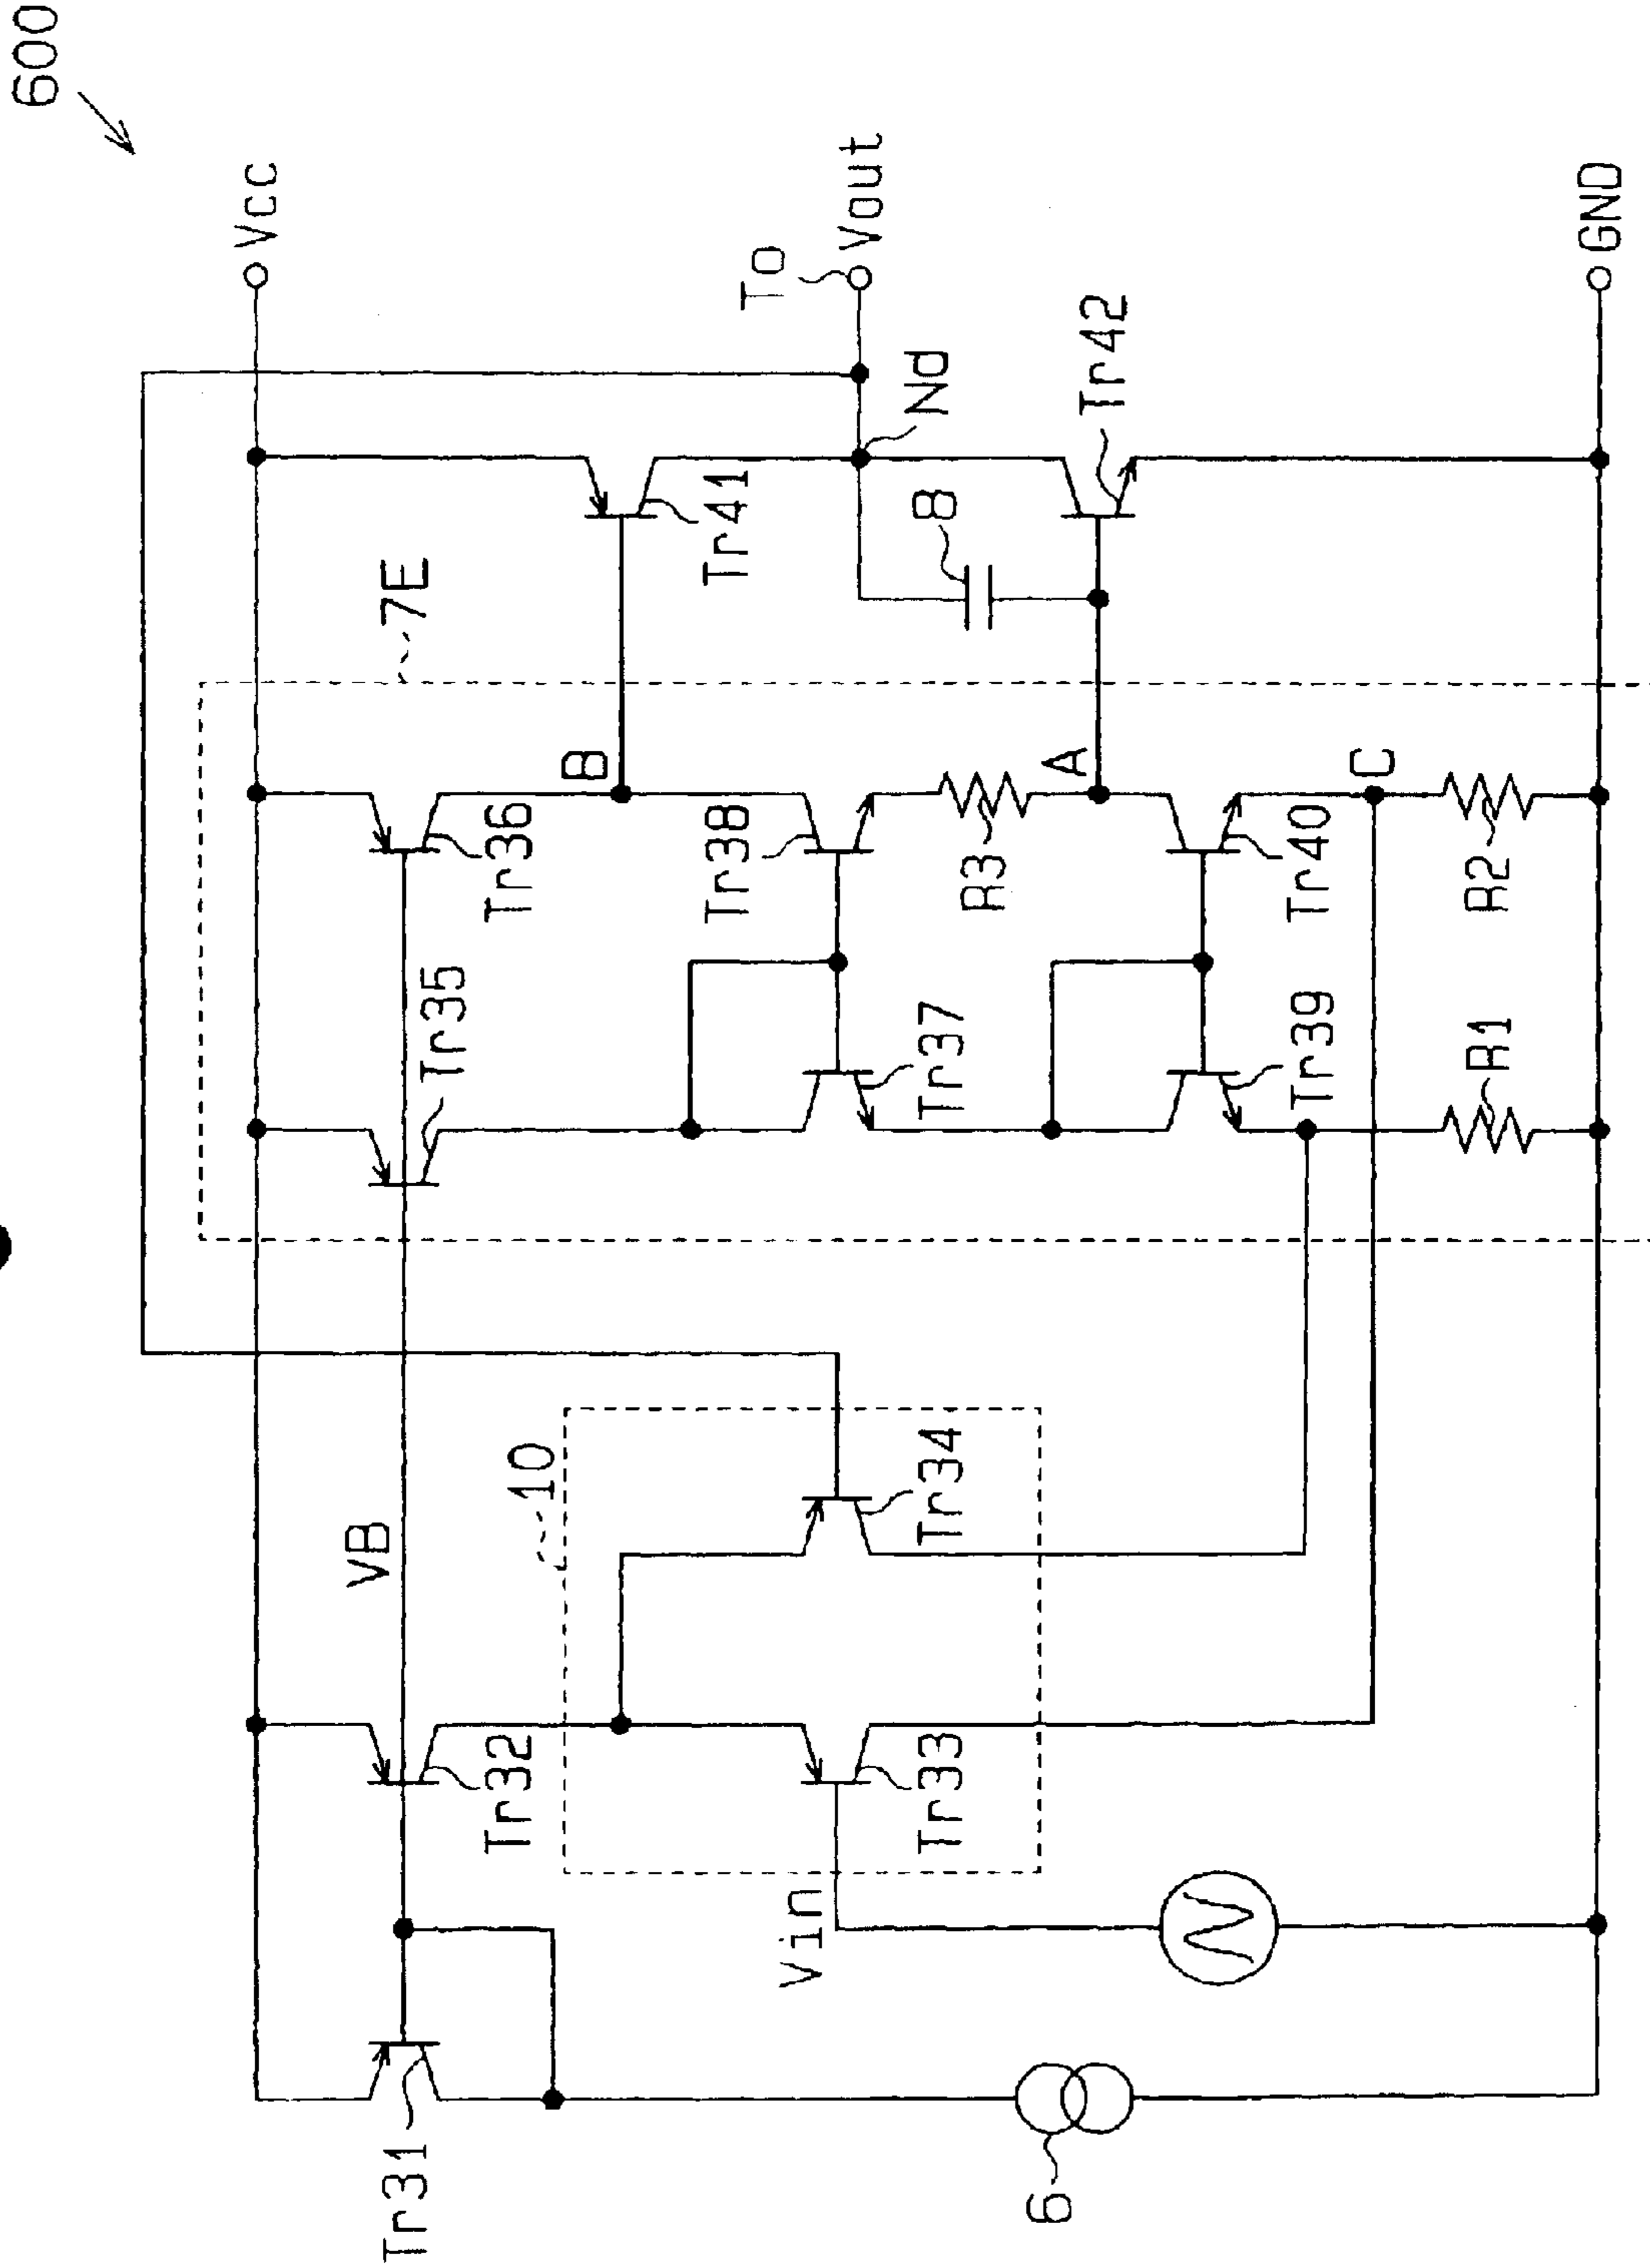 600
Vcc
To
Vout
GND
Nd
Tr42
8
Tr41
7E
B
A
C
Tr36
Tr38
R3
Tr40
R2
Tr35
Tr37
Tr39
R1
10
Tr34
VB
Tr32
Tr33
Vin
Tr31
6